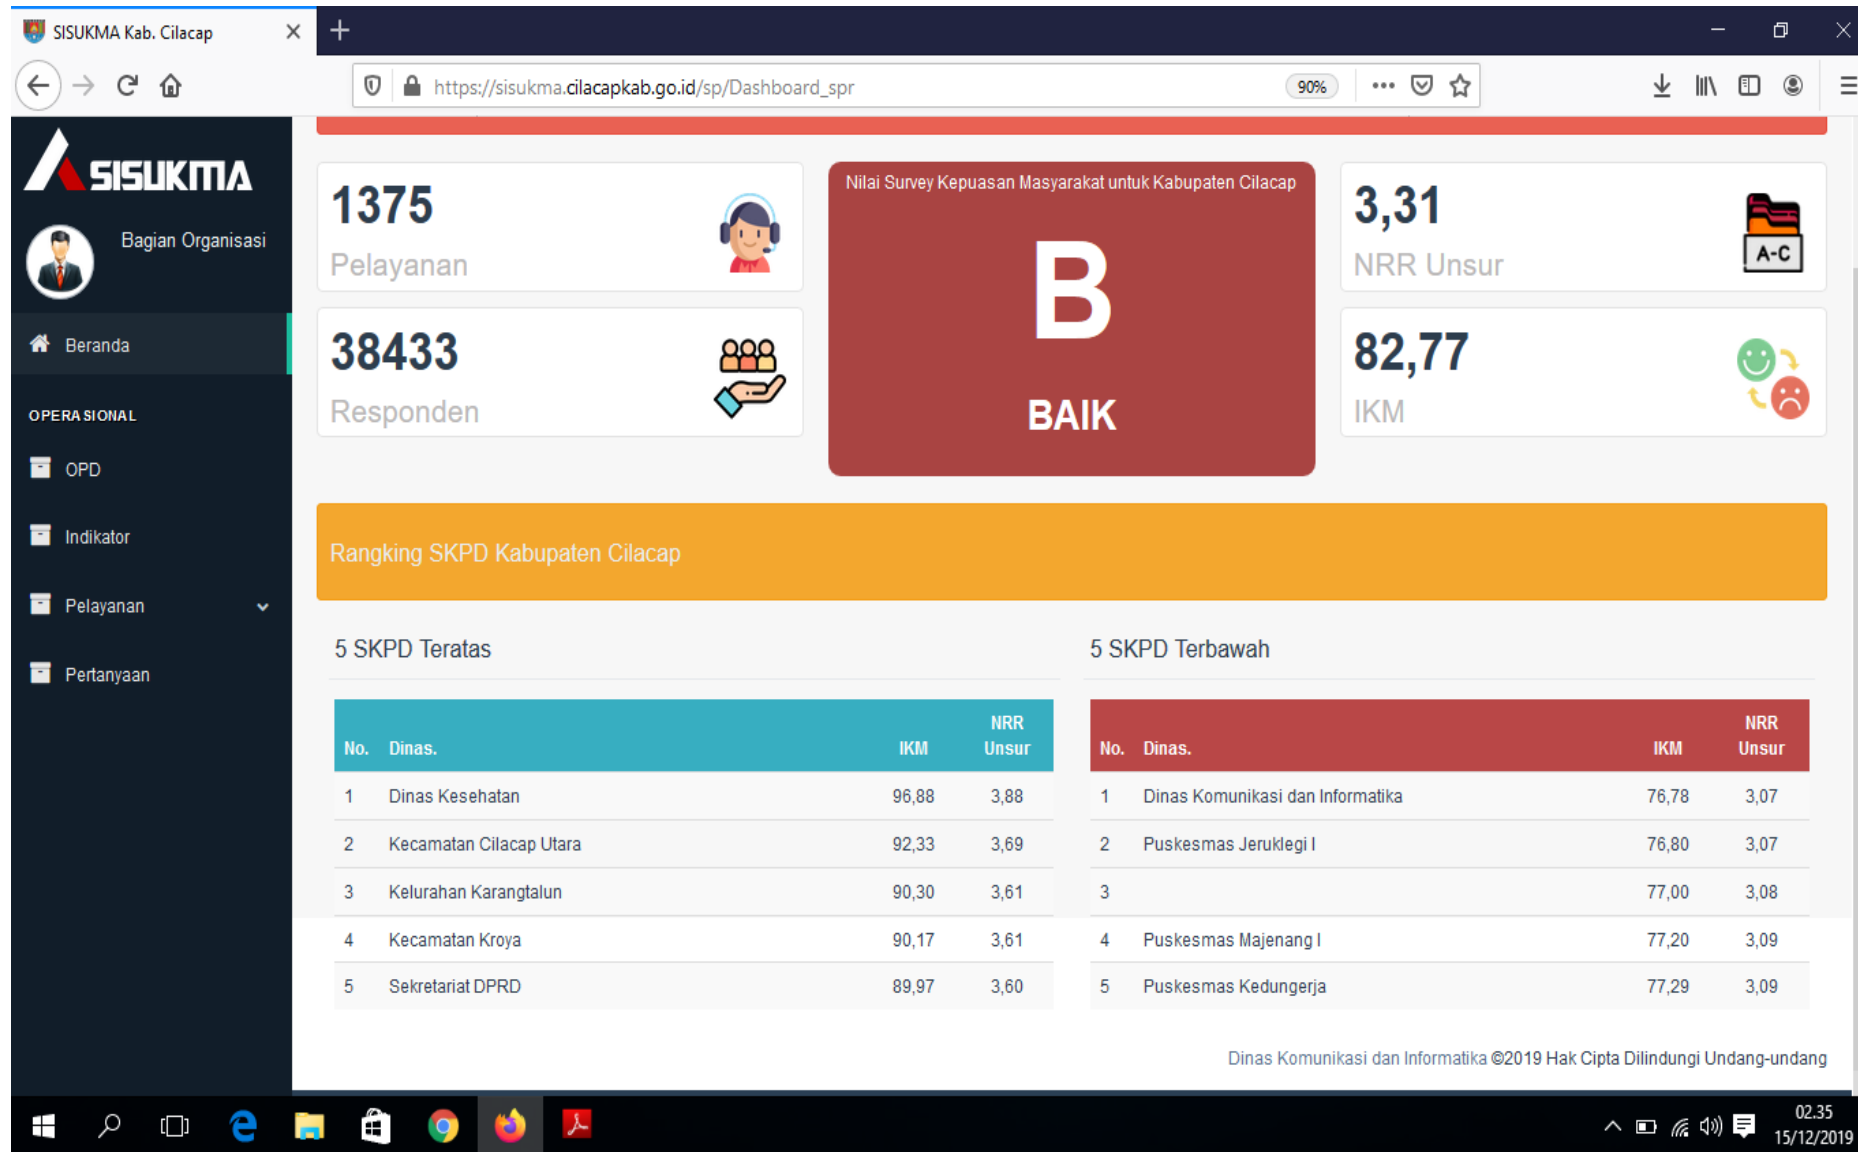 SISUKMA Kab. Cilacap
https://sisukma.cilacapkab.go.id/sp/Dashboard_spr
90%
SISUKMA
Bagian Organisasi
Beranda
OPERASIONAL
OPD
Indikator
Pelayanan
Pertanyaan
1375
Pelayanan
38433
Responden
Nilai Survey Kepuasan Masyarakat untuk Kabupaten Cilacap
B
BAIK
3,31
NRR Unsur
A-C
82,77
IKM
Rangking SKPD Kabupaten Cilacap
5 SKPD Teratas
No. Dinas. IKM NRR Unsur
1 Dinas Kesehatan 96,88 3,88
2 Kecamatan Cilacap Utara 92,33 3,69
3 Kelurahan Karangtalun 90,30 3,61
4 Kecamatan Kroya 90,17 3,61
5 Sekretariat DPRD 89,97 3,60
5 SKPD Terbawah
No. Dinas. IKM NRR Unsur
1 Dinas Komunikasi dan Informatika 76,78 3,07
2 Puskesmas Jeruklegi I 76,80 3,07
3 77,00 3,08
4 Puskesmas Majenang I 77,20 3,09
5 Puskesmas Kedungerja 77,29 3,09
Dinas Komunikasi dan Informatika ©2019 Hak Cipta Dilindungi Undang-undang
02.35
15/12/2019